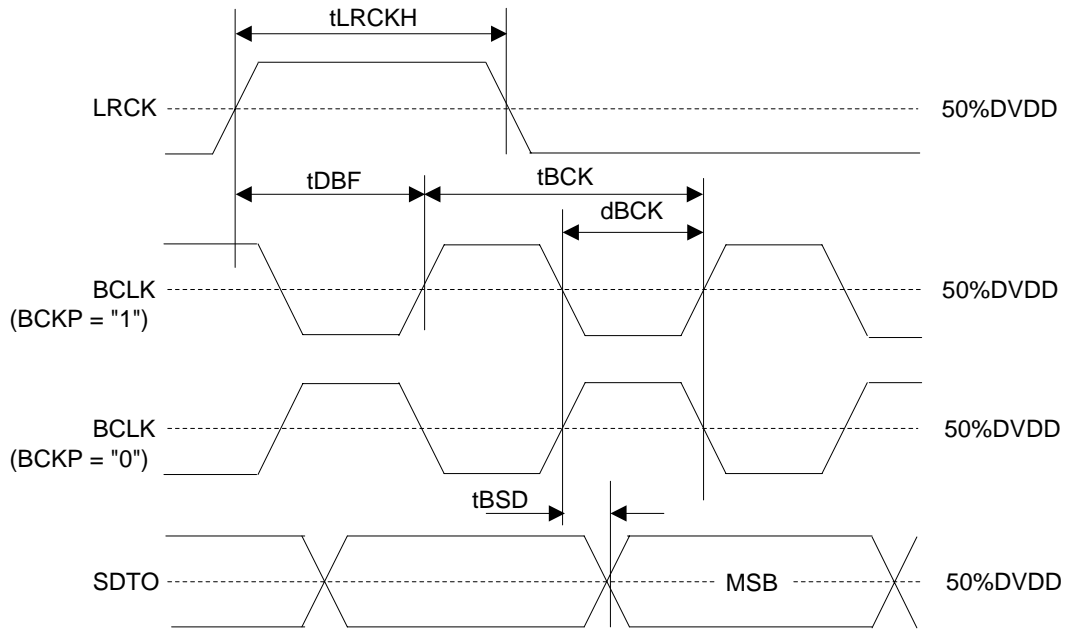 tLRCKH
LRCK
50%DVDD
tDBF
tBCK
dBCK
BCLK
(BCKP = "1")
50%DVDD
BCLK
(BCKP = "0")
50%DVDD
tBSD
SDTO
MSB
50%DVDD